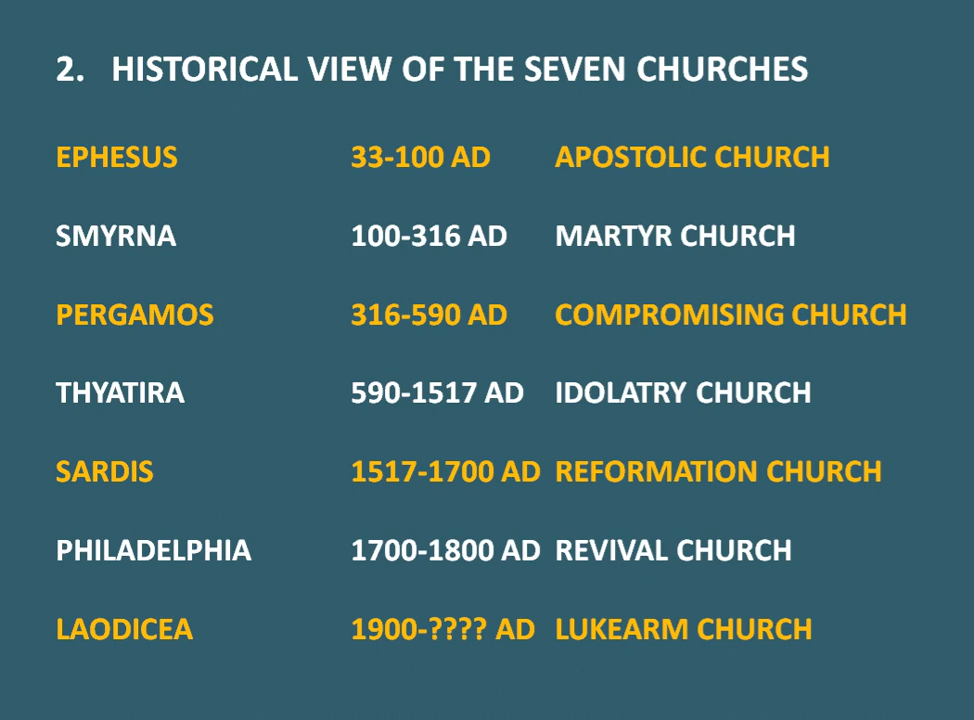 2. HISTORICAL VIEW OF THE SEVEN CHURCHES
EPHESUS 33-100 AD APOSTOLIC CHURCH
SMYRNA 100-316 AD MARTYR CHURCH
PERGAMOS 316-590 AD COMPROMISING CHURCH
THYATIRA 590-1517 AD IDOLATRY CHURCH
SARDIS 1517-1700 AD REFORMATION CHURCH
PHILADELPHIA 1700-1800 AD REVIVAL CHURCH
LAODICEA 1900-???? AD LUKEARM CHURCH